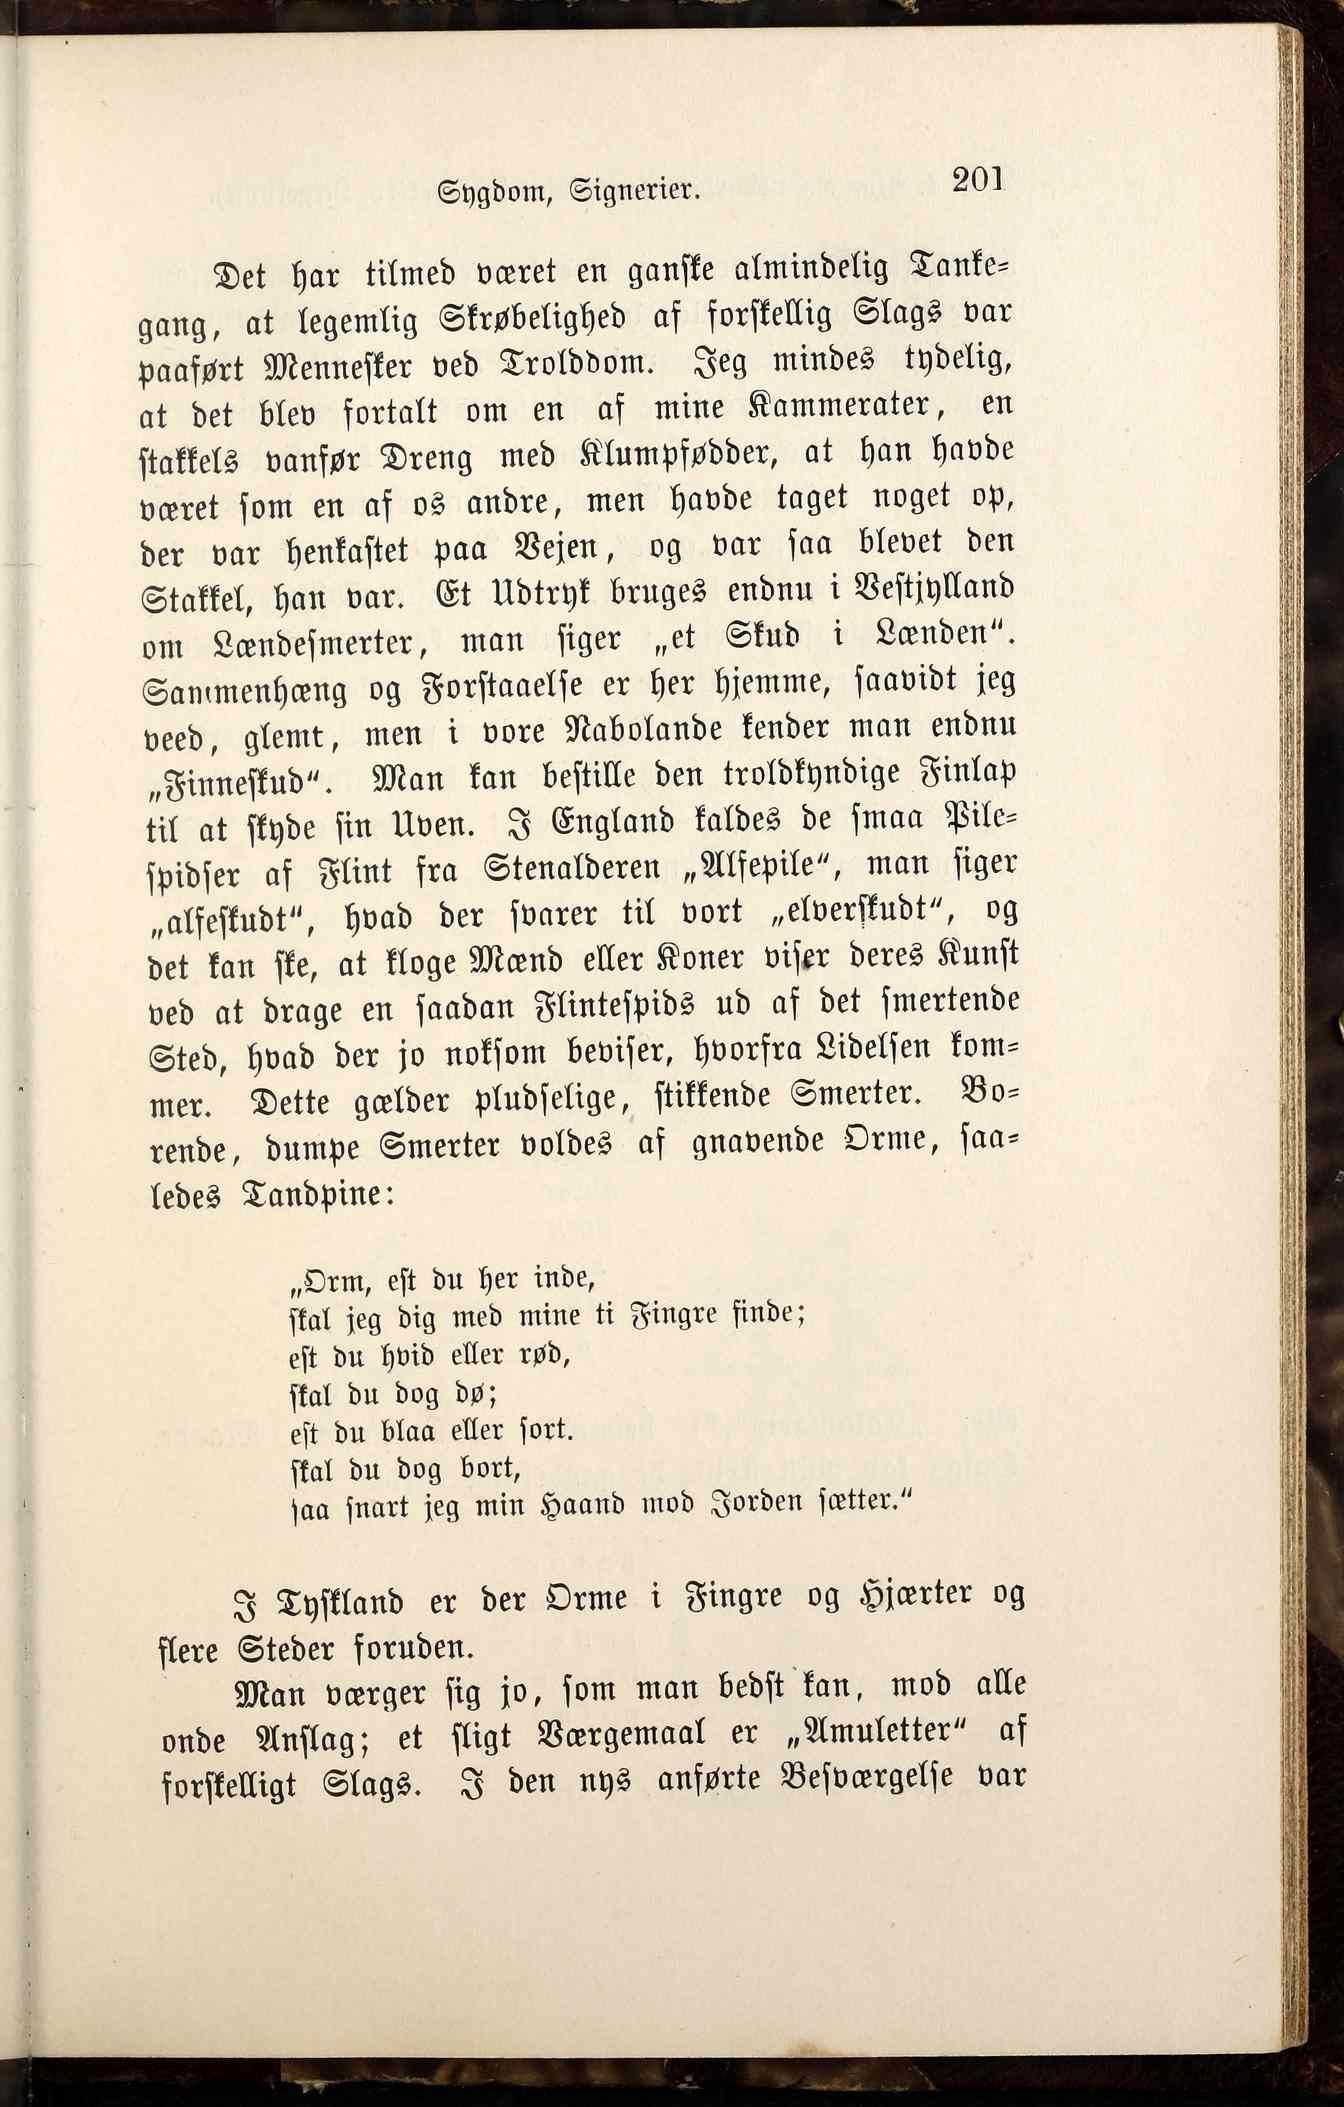 Sygdom, Signerier. 201
Det har tilmed været en ganske almindelig Tanke-
gang, at legemlig Skrøbelighed af forskellig Slags var
paaført Mennesker ved Trolddom. Jeg mindes tydelig,
at det blev fortalt om en af mine Kammerater, en
stakkels vanfør Dreng med Klumpfødder, at han havde
været som en af os andre, men havde taget noget op,
der var henkastet paa Vejen, og var saa blevet den
Stakkel, han var. Et Udtryk bruges endnu i Vestjylland
om Lændesmerter, man siger „et Skud i Lænden“.
Sammenhæng og Forstaaelse er her hjemme, saavidt jeg
veed, glemt, men i vore Nabolande kender man endnu
„Finneskud“. Man kan bestille den troldkyndige Finlap
til at skyde sin Uven. I England kaldes de smaa Pile-
spidser af Flint fra Stenalderen „Alfepile“, man siger
„alfeskudt“, hvad der svarer til vort „elverskudt“, og
det kan ske, at kloge Mænd eller Koner viser deres Kunst
ved at drage en saadan Flintespids ud af det smertende
Sted, hvad der jo noksom beviser, hvorfra Lidelsen kom-
mer. Dette gælder pludselige, stikkende Smerter. Bo-
rende, dumpe Smerter voldes af gnavende Orme, saa-
ledes Tandpine:
„Orm, est du her inde,
skal jeg dig med mine ti Fingre finde;
est du hvid eller rød,
skal du dog dø;
est du blaa eller sort.
skal du dog bort,
saa snart jeg min Haand mod Jorden sætter.“
I Tyskland er der Orme i Fingre og Hjærter og
flere Steder foruden.
Man værger sig jo, som man bedst kan, mod alle
onde Anslag; et sligt Værgemaal er „Amuletter“ af
forskelligt Slags. I den nys anførte Besværgelse var